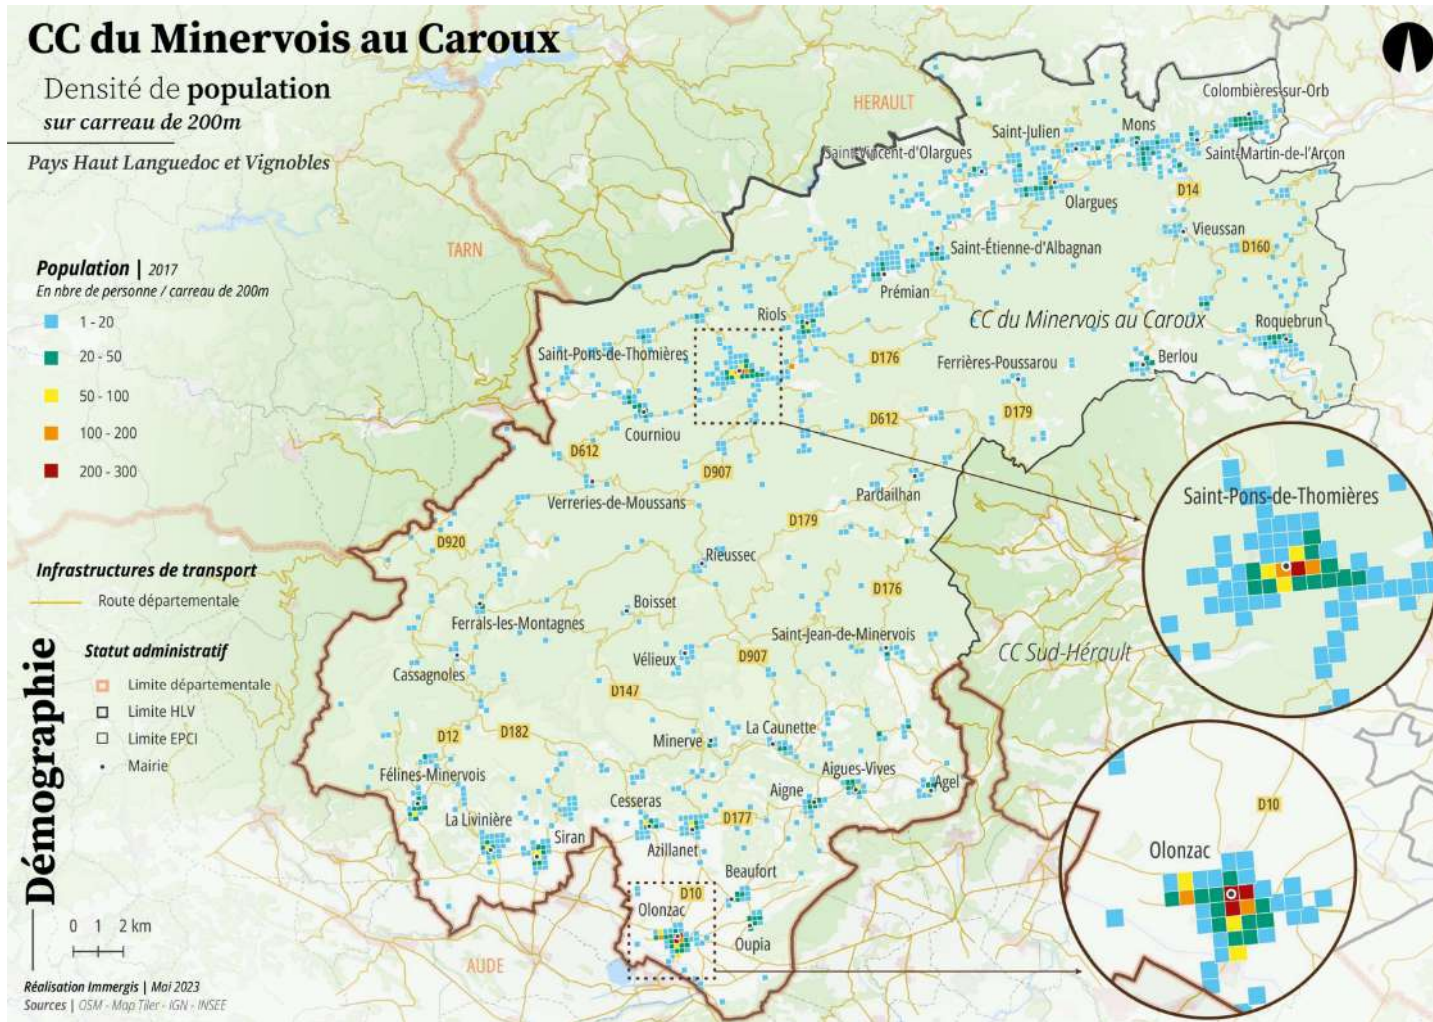 CC du Minervois au Caroux
Densité de population
sur carreau de 200m
Pays Haut Languedoc et Vignobles
Population | 2017
En nbre de personne / carreau de 200m
1 - 20
20 - 50
50 - 100
100 - 200
200 - 300
Infrastructures de transport
Route départementale
Statut administratif
Limite départementale
Limite HLV
Limite EPCI
Mairie
Démographie
0 1 2 km
Réalisation Immergis | Mai 2023
Sources | OSM - Map Tiler - IGN - INSEE
HERAULT
TARN
AUDE
Colombières-sur-Orb
Mons
Saint-Julien
Saint-Vincent-d'Olargues
Saint-Martin-de-l'Arçon
D14
Olargues
Vieussan
D160
Saint-Étienne-d'Albagnan
Prémian
Riols
CC du Minervois au Caroux
Roquebrun
Saint-Pons-de-Thomières
D176
Ferrières-Poussarou
Berlou
D612
D179
Courniou
D612
D907
Pardailhan
Verreries-de-Moussans
D179
D920
Rieussec
D176
Boisset
Ferrals-les-Montagnes
Saint-Jean-de-Minervois
Vélieux
D907
CC Sud-Hérault
Cassagnoles
D147
La Caunette
D12
D182
Minerve
Félines-Minervois
Aigues-Vives
Agel
Aigne
Cesseras
La Livinière
D177
Siran
Azillanet
Beaufort
D10
Olonzac
Oupia
Saint-Pons-de-Thomières
D10
Olonzac